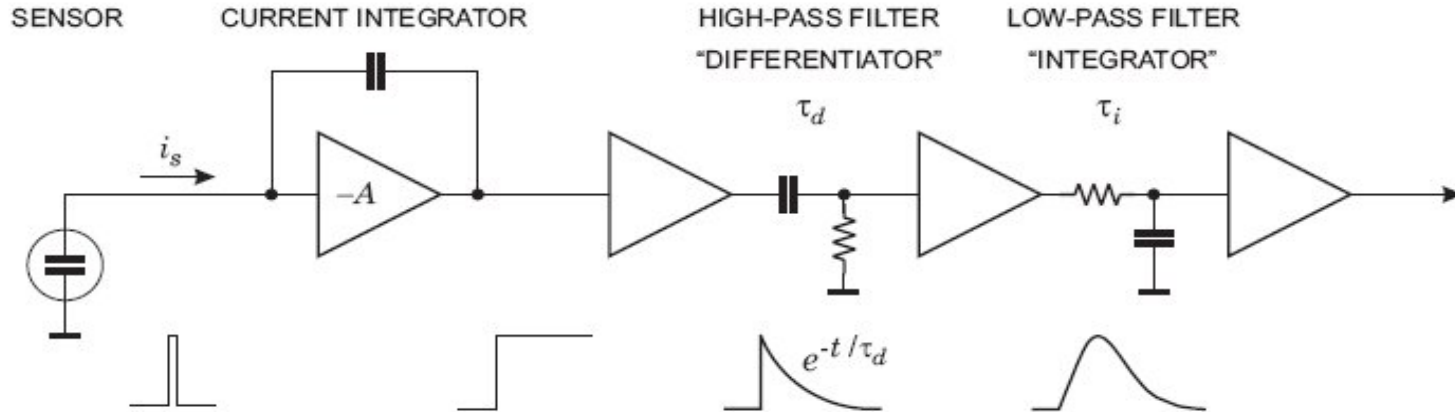 SENSOR
CURRENT INTEGRATOR
HIGH-PASS FILTER
“DIFFERENTIATOR”
LOW-PASS FILTER
“INTEGRATOR”
τd
τi
is
–A
e-t /τd